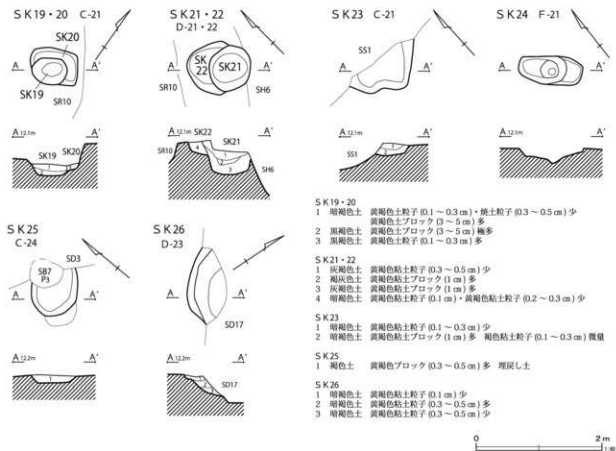 SK19・20 C-21
SK20
A A'
SK19
SR10
A 12.1m A'
SK19 SK20
1
SK21・22
D-21・22
SK22 SK21
A A'
SR10 SH6
A 12.1m SK22 SK21 A'
SR10 4 1
2
3
SH6
SK23 C-21
SS1
A A'
A 12.1m A'
SS1 1
2
SK24 F-21
A A'
A 12.1m A'
SK25
C-24
SB7 P3 SD3
A A'
A 12.2m A'
1
SK26
D-23
A A'
SD17
A 12.2m A'
1 SD17
2
3
SK19・20
1 暗褐色土 黄褐色土粒子(0.1～0.3㎝)・焼土粒子(0.3～0.5㎝)少
黄褐色土ブロック(3～5㎝)多
2 黒褐色土 黄褐色土ブロック(3～5㎝)極多
3 黒褐色土 黄褐色土粒子(0.1～0.3㎝)多
SK21・22
1 灰褐色土 黄褐色粘土粒子(0.3～0.5㎝)少
2 褐灰色土 黄褐色粘土ブロック(1㎝)多
3 灰褐色土 黄褐色粘土ブロック(1㎝)多
4 暗褐色土 黄褐色粘土粒子(0.1㎝)・黄褐色粘土粒子(0.2～0.3㎝)少
SK23
1 暗褐色土 黄褐色粘土粒子(0.1～0.3㎝)少
2 暗褐色土 黄褐色粘土ブロック(1㎝)多 褐色粘土粒子(0.1～0.3㎝)微量
SK25
1 褐色土 黄褐色ブロック(0.3～0.5㎝)多 埋戻し土
SK26
1 暗褐色土 黄褐色粘土粒子(0.1㎝)少
2 暗褐色土 黄褐色粘土粒子(0.3～0.5㎝)多
3 暗褐色土 黄褐色粘土粒子(0.3～0.5㎝)少
0 2m